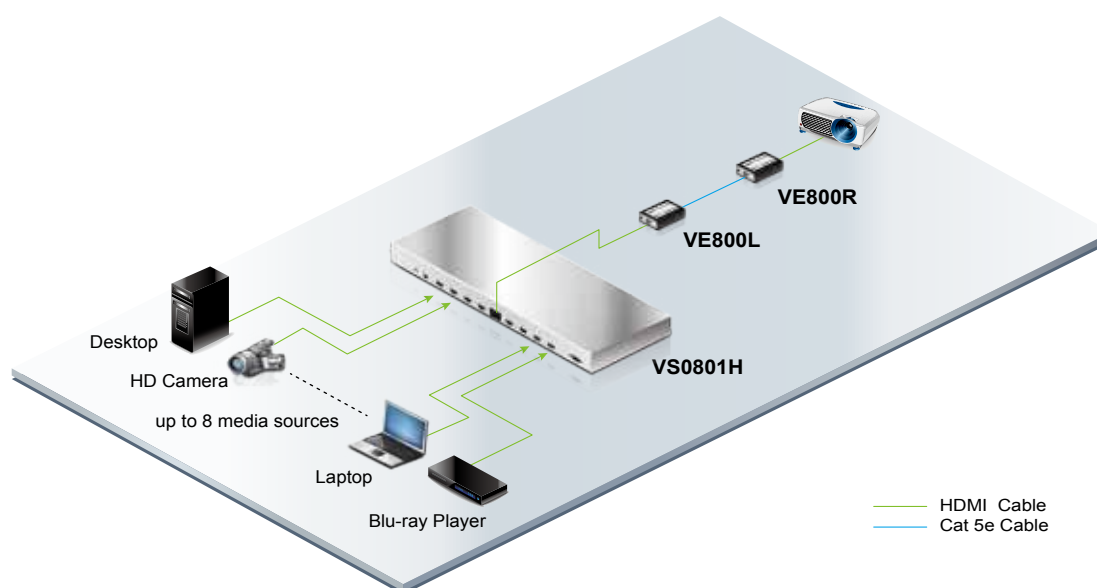 VE800R
VE800L
VS0801H
Desktop
HD Camera
up to 8 media sources
Laptop
Blu-ray Player
HDMI Cable
Cat 5e Cable